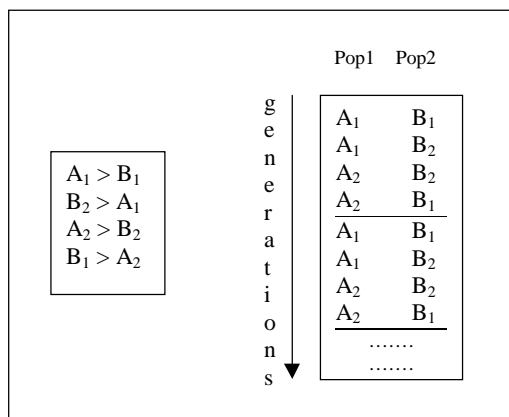 A₁ > B₁
B₂ > A₁
A₂ > B₂
B₁ > A₂
generations
Pop1 Pop2
A₁ B₁
A₁ B₂
A₂ B₂
A₂ B₁
A₁ B₁
A₁ B₂
A₂ B₂
A₂ B₁
.......
.......